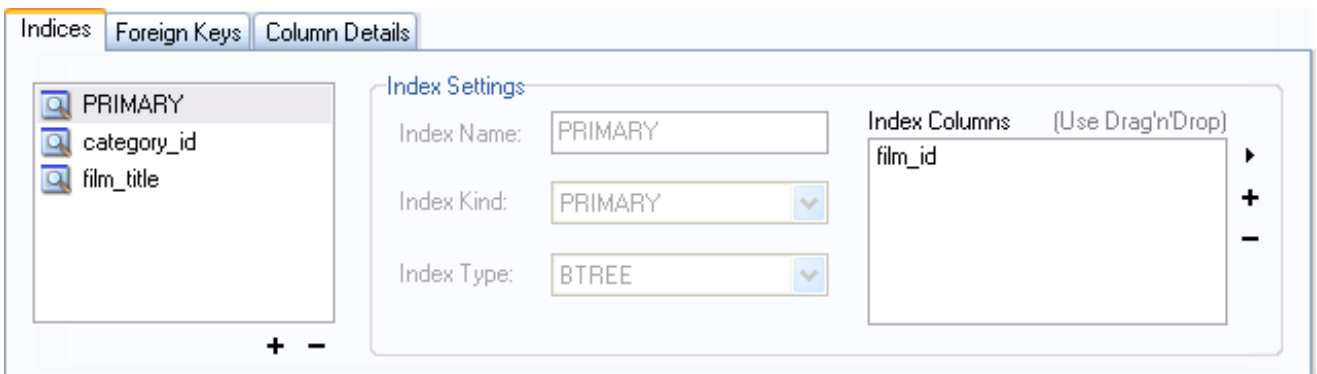 Indices Foreign Keys Column Details
PRIMARY
category_id
film_title
Index Settings
Index Name: PRIMARY
Index Kind: PRIMARY
Index Type: BTREE
Index Columns (Use Drag'n'Drop)
film_id